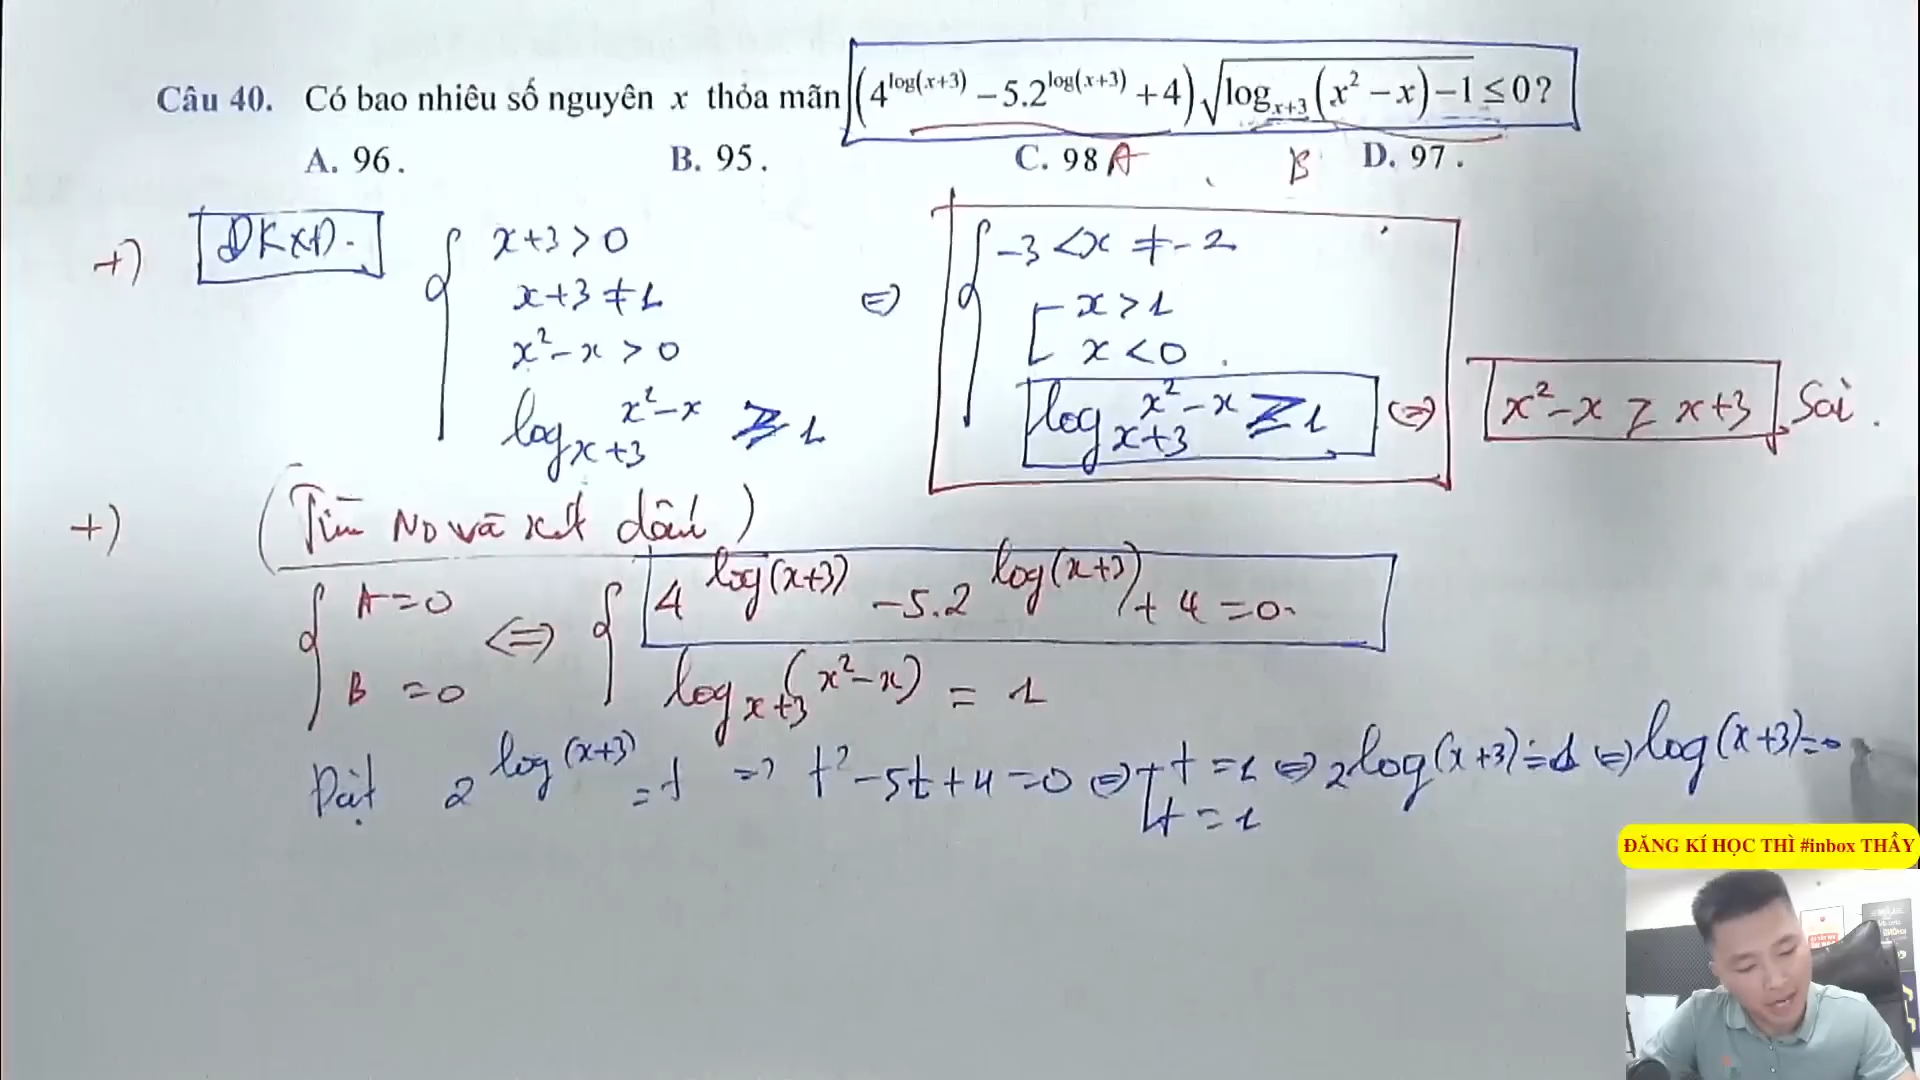 Câu 40. Có bao nhiêu số nguyên x thỏa mãn (4^log(x+3) − 5.2^log(x+3) + 4) √(log_{x+3}(x² − x) − 1) ≤ 0 ?
A. 96. B. 95. C. 98 A B D. 97.
+) ĐKXĐ. { x+3 > 0 ⇔ { −3 < x ≠ −2
x+3 ≠ 1 [ x > 1
x² − x > 0 x < 0.
log_{x+3} x² − x ≥ 1 log_{x+3} x² − x ≥ 1 ⇔ x² − x ≥ x+3 Sai.
+) (Tìm No và xét dấu)
{ A = 0 ⇔ { 4^log(x+3) − 5.2^log(x+3) + 4 = 0.
B = 0 log_{x+3}(x² − x) = 1
Đặt 2^log(x+3) = t ⇒ t² − 5t + 4 = 0 ⇔ [ t = 1 ⇔ 2^log(x+3) = 1 ⇔ log(x+3) = 0
t = 1
ĐĂNG KÍ HỌC THÌ #inbox THẦY